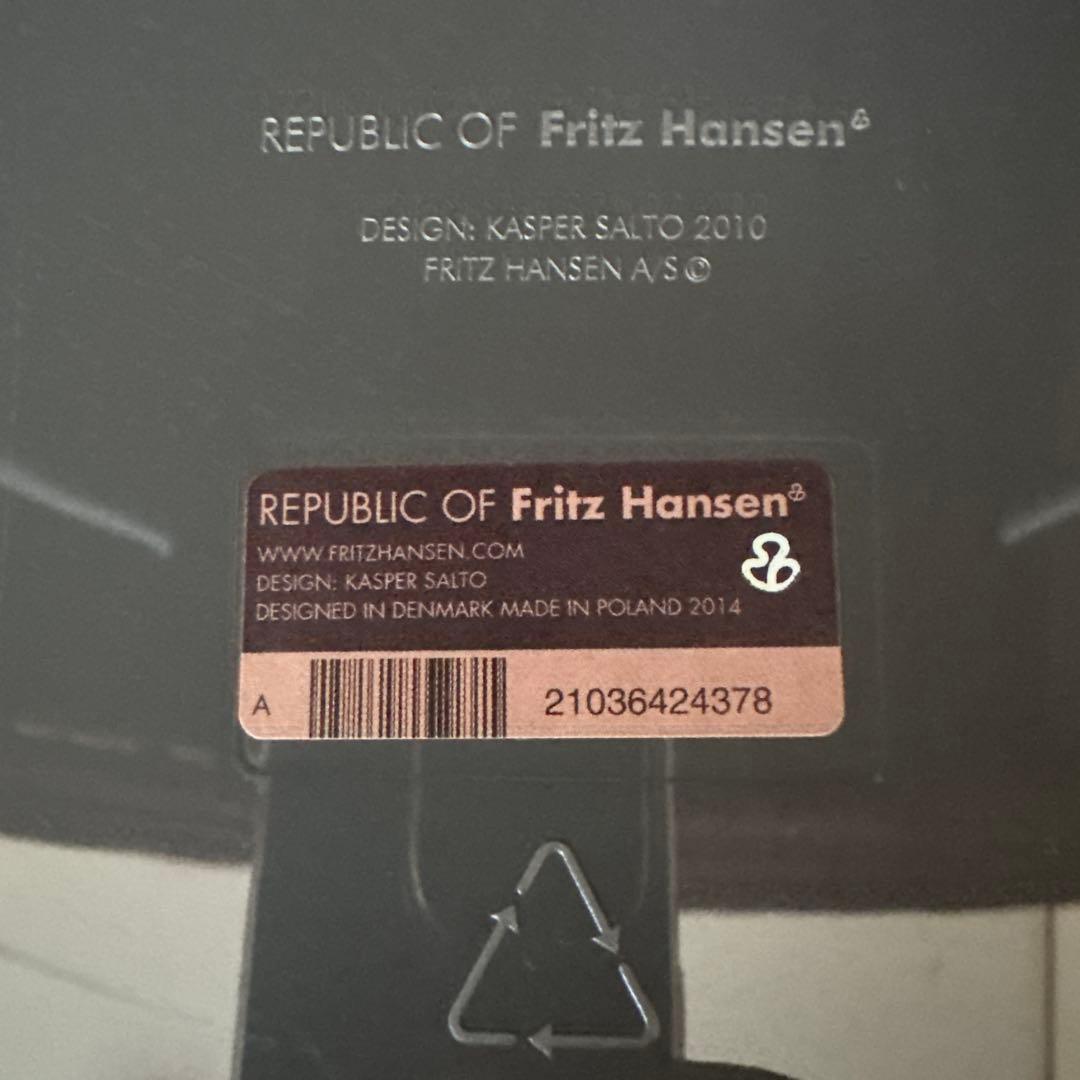 REPUBLIC OF Fritz Hansen
DESIGN: KASPER SALTO 2010
FRITZ HANSEN A/S ©
REPUBLIC OF Fritz Hansen
WWW.FRITZHANSEN.COM
DESIGN: KASPER SALTO
DESIGNED IN DENMARK MADE IN POLAND 2014
A 21036424378